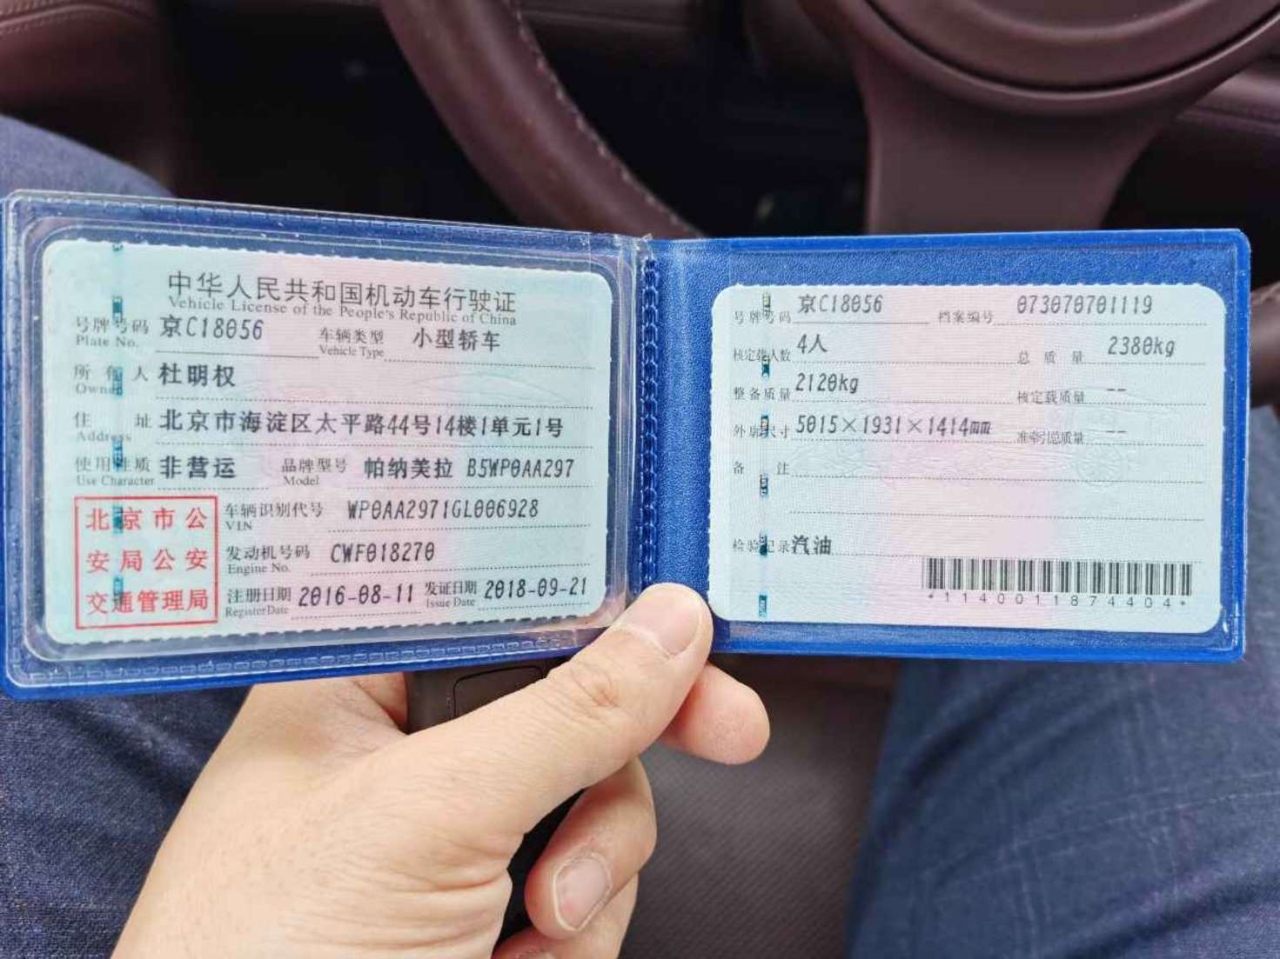 中华人民共和国机动车行驶证
Vehicle License of the People's Republic of China
号牌号码 京C18056 车辆类型 小型轿车
Plate No. Vehicle Type
所有人 杜明权
Owner
住址 北京市海淀区太平路44号14楼1单元1号
Address
使用性质 非营运 品牌型号 帕纳美拉 B5WP0AA297
Use Character Model
北京市公
安局公安
交通管理局
车辆识别代号 WP0AA2971GL006928
VIN
发动机号码 CWF018270
Engine No.
注册日期 2016-08-11 发证日期 2018-09-21
Register Date Issue Date
号牌号码 京C18056 档案编号 073070701119
核定载人数 4人 总质量 2380kg
整备质量 2120kg 核定载质量 --
外廓尺寸 5015×1931×1414mm 准牵引总质量 --
备注
检验记录 汽油
*1140011874404*